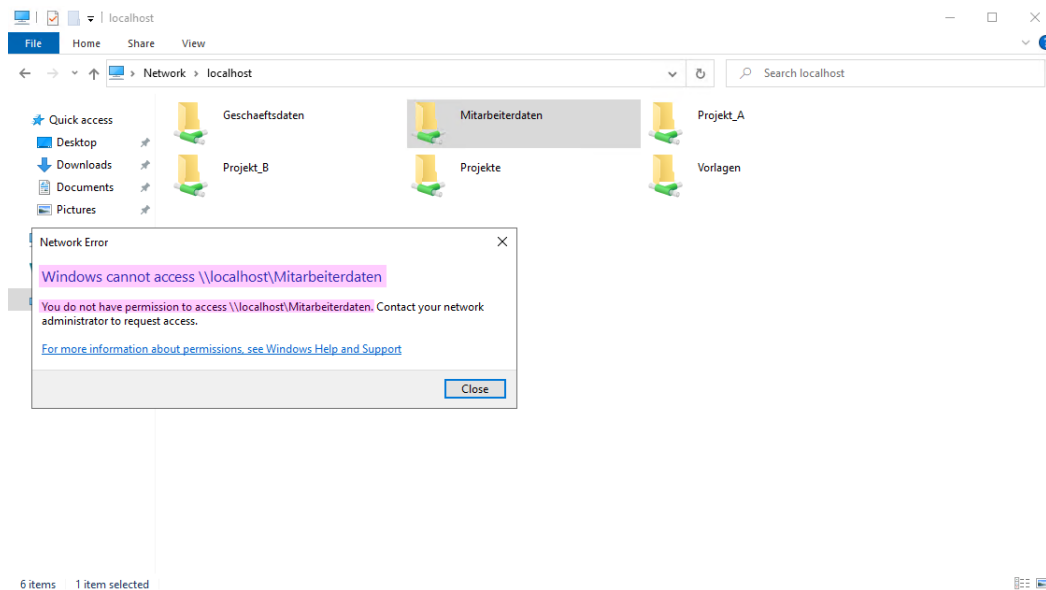 localhost
File Home Share View
Network › localhost
Search localhost
Quick access
Desktop
Downloads
Documents
Pictures
Geschaeftsdaten Mitarbeiterdaten Projekt_A
Projekt_B Projekte Vorlagen
Network Error
Windows cannot access \\localhost\Mitarbeiterdaten
You do not have permission to access \\localhost\Mitarbeiterdaten. Contact your network
administrator to request access.
For more information about permissions, see Windows Help and Support
Close
6 items 1 item selected